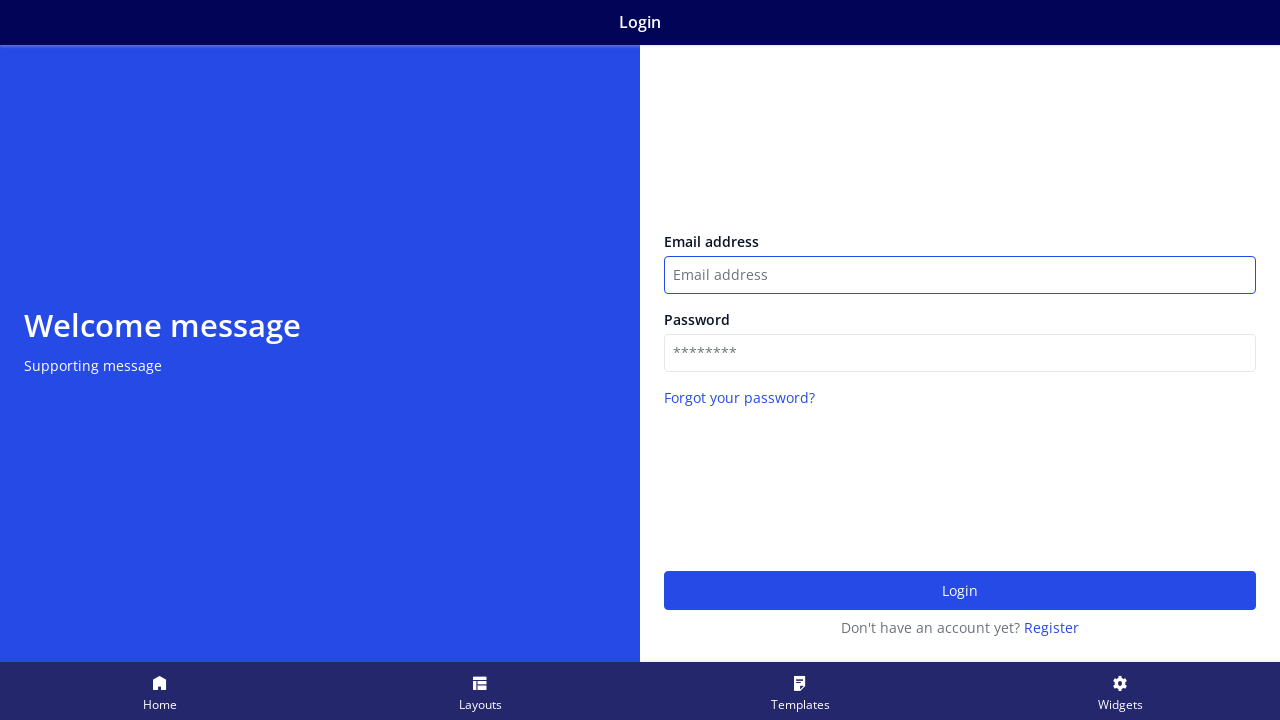 Login
Welcome message
Supporting message
Email address
Email address
Password
********
Forgot your password?
Login
Don't have an account yet? Register
Home
Layouts
Templates
Widgets